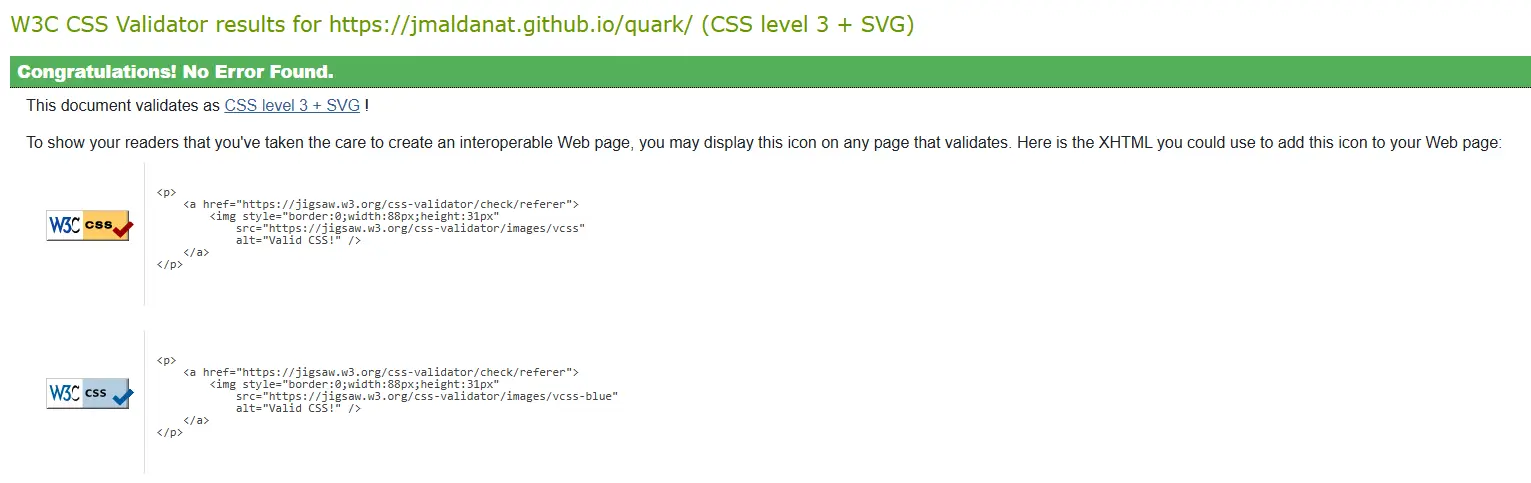 W3C CSS Validator results for https://jmaldanat.github.io/quark/ (CSS level 3 + SVG)
Congratulations! No Error Found.
This document validates as CSS level 3 + SVG !
To show your readers that you've taken the care to create an interoperable Web page, you may display this icon on any page that validates. Here is the XHTML you could use to add this icon to your Web page:
W3C css
<p>
    <a href="https://jigsaw.w3.org/css-validator/check/referer">
        <img style="border:0;width:88px;height:31px"
            src="https://jigsaw.w3.org/css-validator/images/vcss"
            alt="Valid CSS!" />
    </a>
</p>
W3C css
<p>
    <a href="https://jigsaw.w3.org/css-validator/check/referer">
        <img style="border:0;width:88px;height:31px"
            src="https://jigsaw.w3.org/css-validator/images/vcss-blue"
            alt="Valid CSS!" />
    </a>
</p>